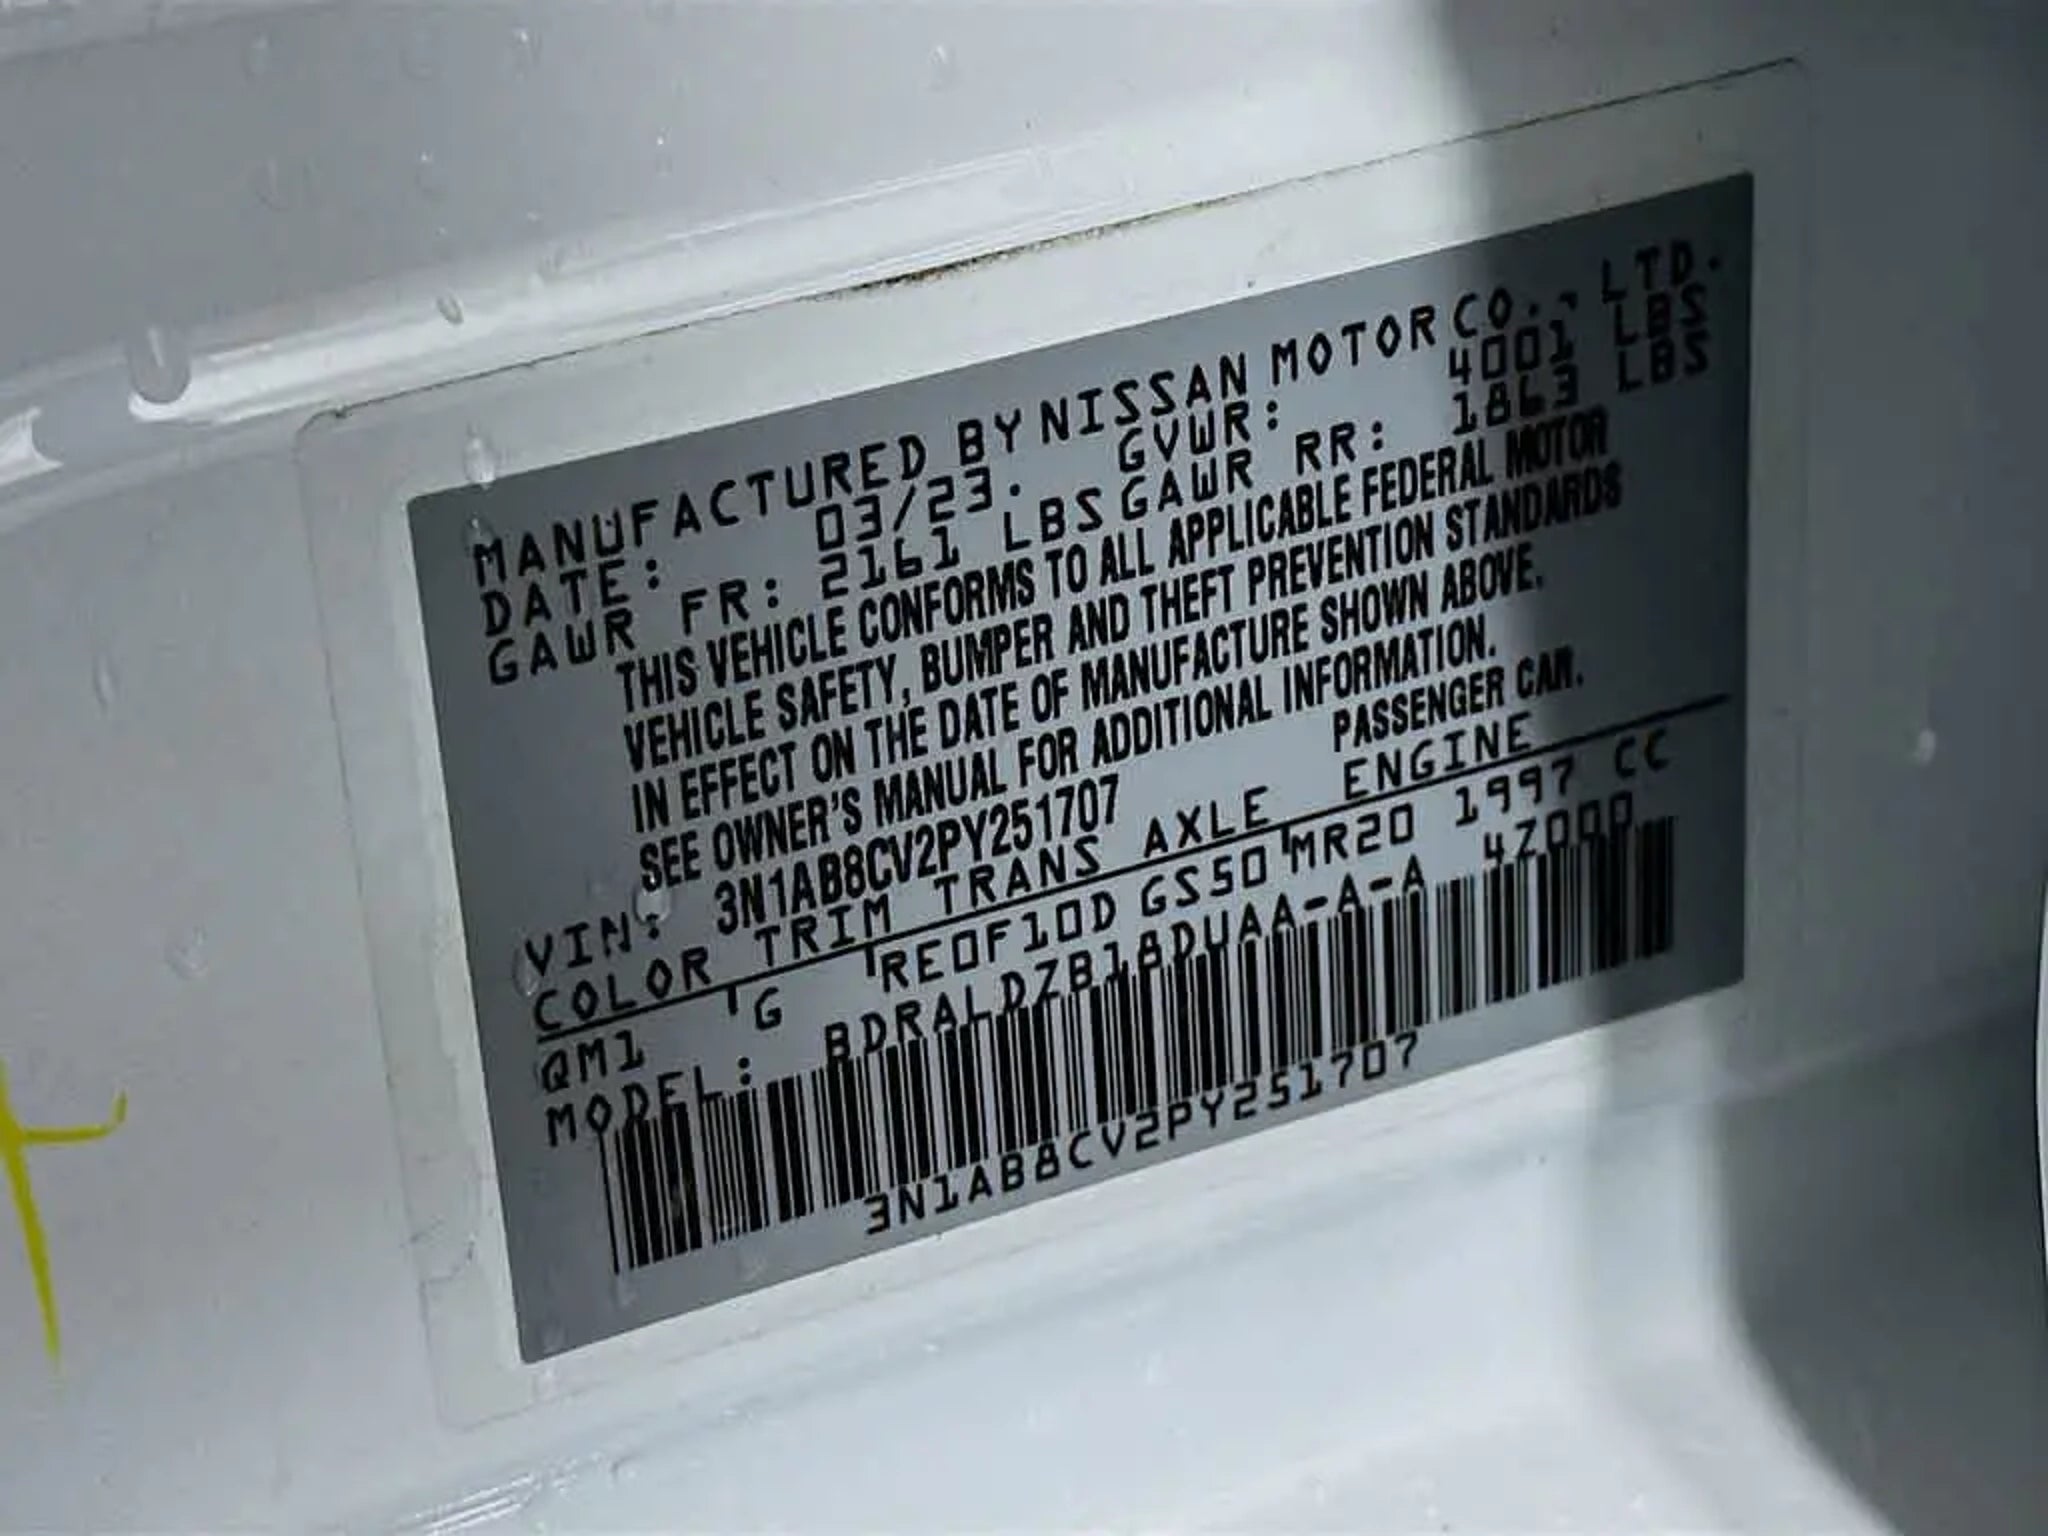 MANUFACTURED BY NISSAN MOTOR CO., LTD.
DATE: 03/23. GVWR: 4001 LBS
GAWR FR: 2161 LBS GAWR RR: 1863 LBS
THIS VEHICLE CONFORMS TO ALL APPLICABLE FEDERAL MOTOR
VEHICLE SAFETY, BUMPER AND THEFT PREVENTION STANDARDS
IN EFFECT ON THE DATE OF MANUFACTURE SHOWN ABOVE.
SEE OWNER'S MANUAL FOR ADDITIONAL INFORMATION.
VIN: 3N1AB8CV2PY251707 PASSENGER CAR.
COLOR TRIM TRANS AXLE ENGINE
QM1 G RE0F10D GS50 MR20 1997 CC
MODEL: BDRALDZB18DUAA-A-A 4Z000
3N1AB8CV2PY251707